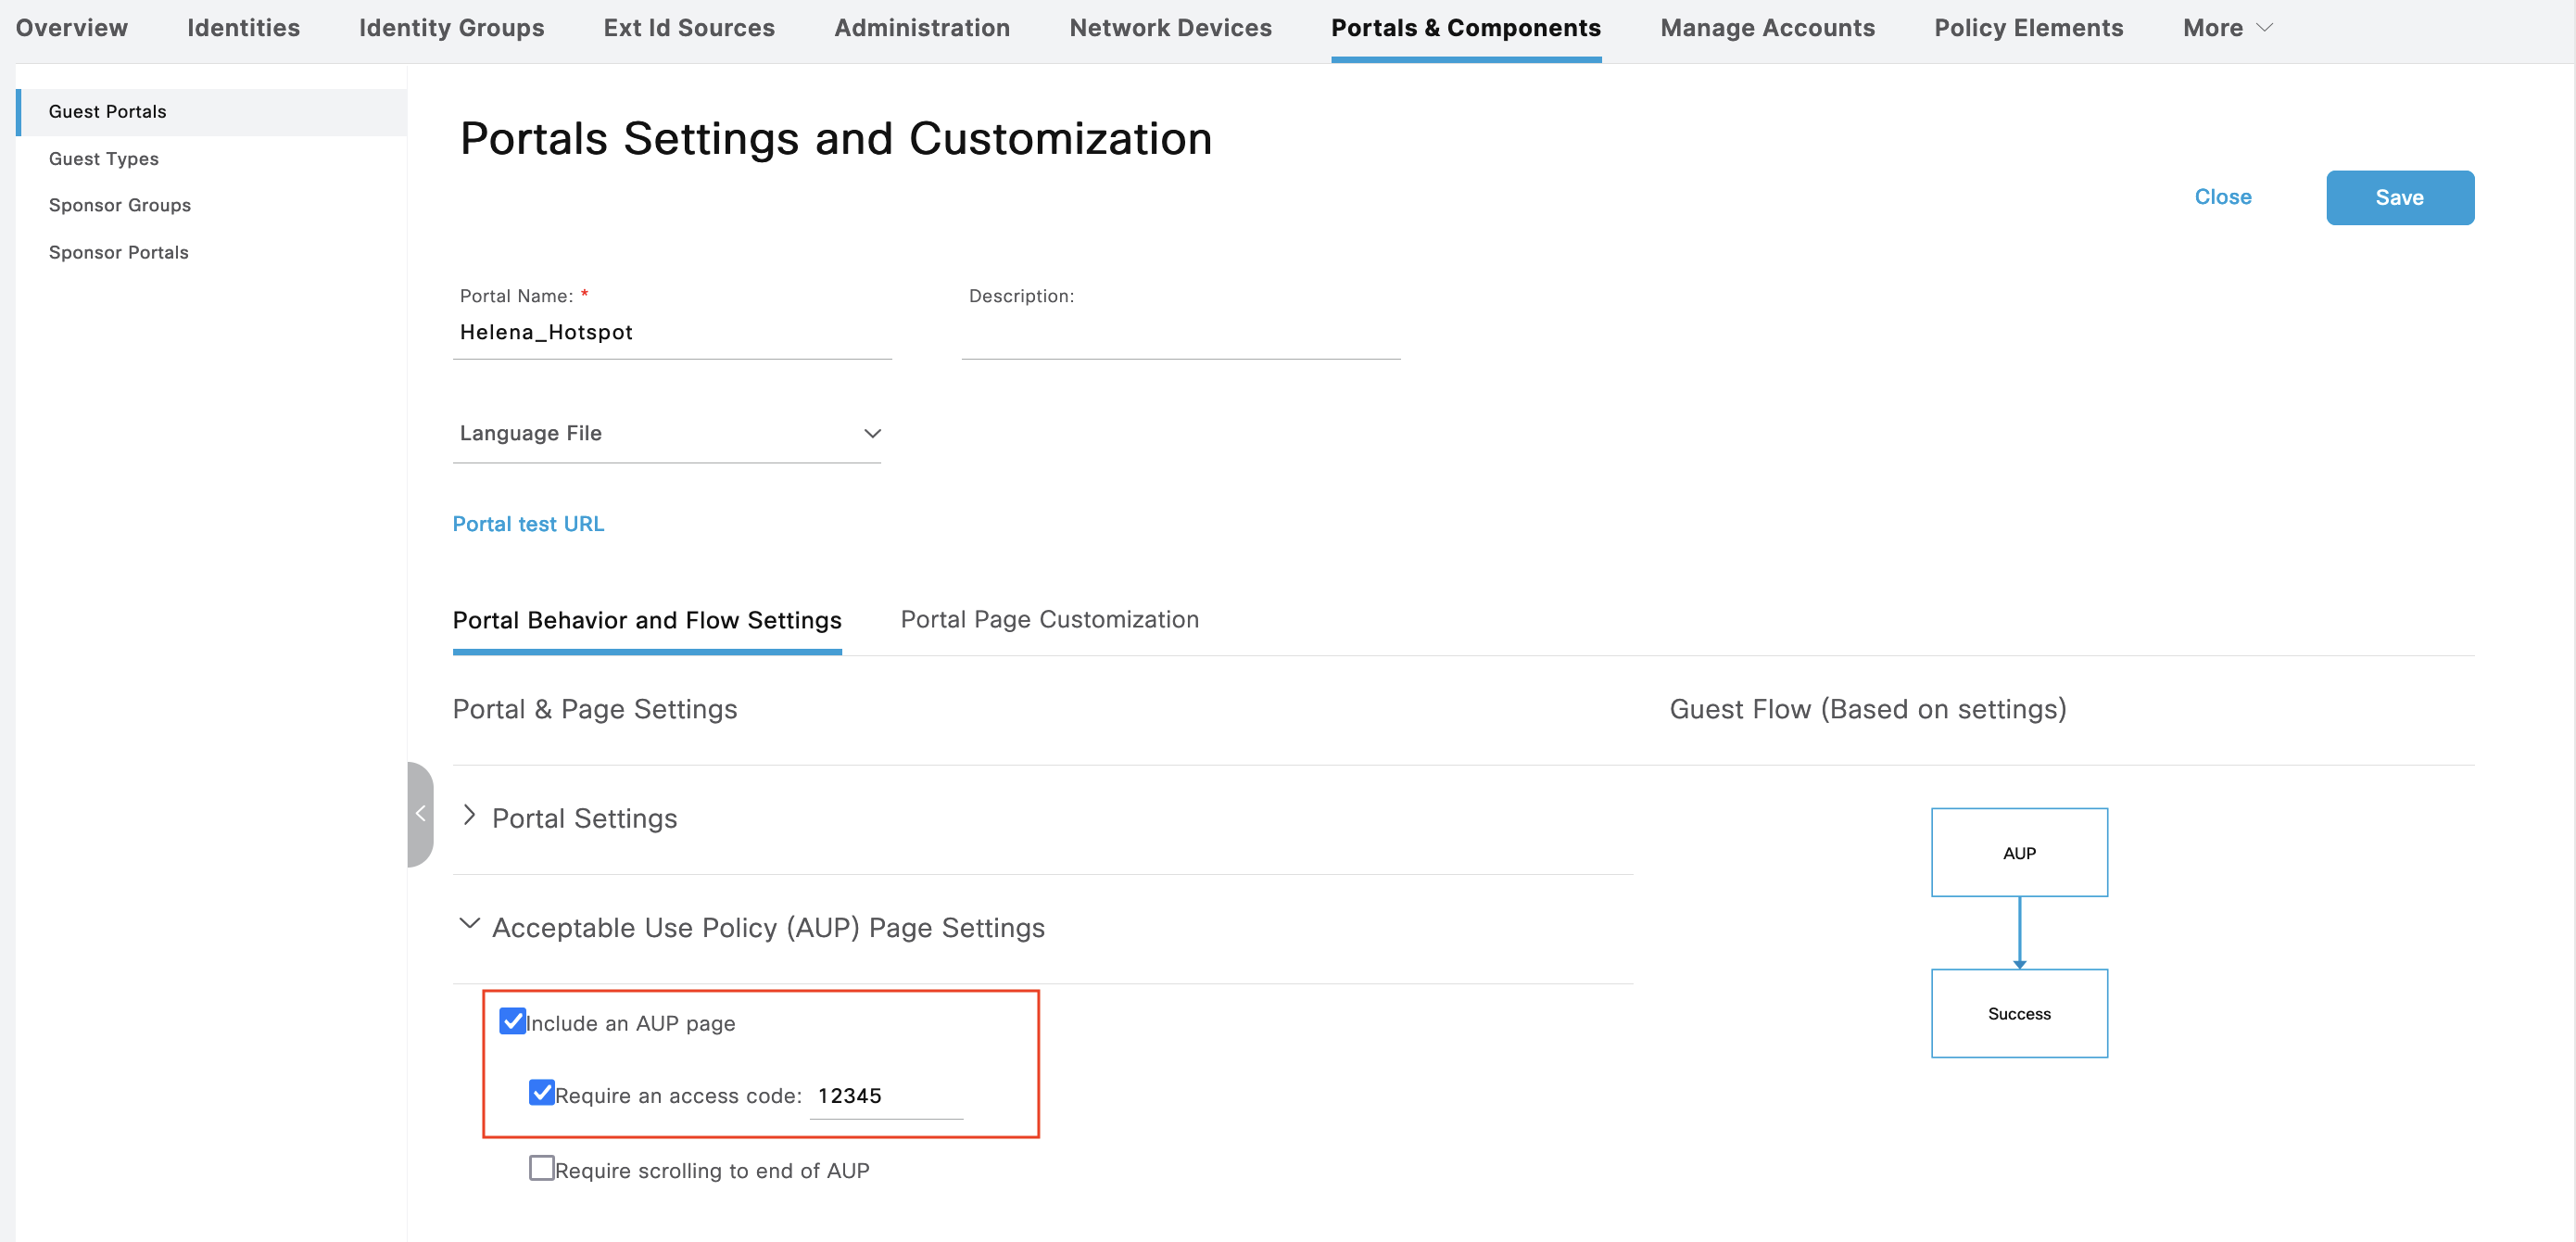 Overview Identities Identity Groups Ext Id Sources Administration Network Devices Portals & Components Manage Accounts Policy Elements More
Guest Portals
Guest Types
Sponsor Groups
Sponsor Portals
Portals Settings and Customization
Close Save
Portal Name: * Description:
Helena_Hotspot
Language File
Portal test URL
Portal Behavior and Flow Settings Portal Page Customization
Portal & Page Settings Guest Flow (Based on settings)
Portal Settings
AUP
Acceptable Use Policy (AUP) Page Settings
Success
Include an AUP page
Require an access code: 12345
Require scrolling to end of AUP